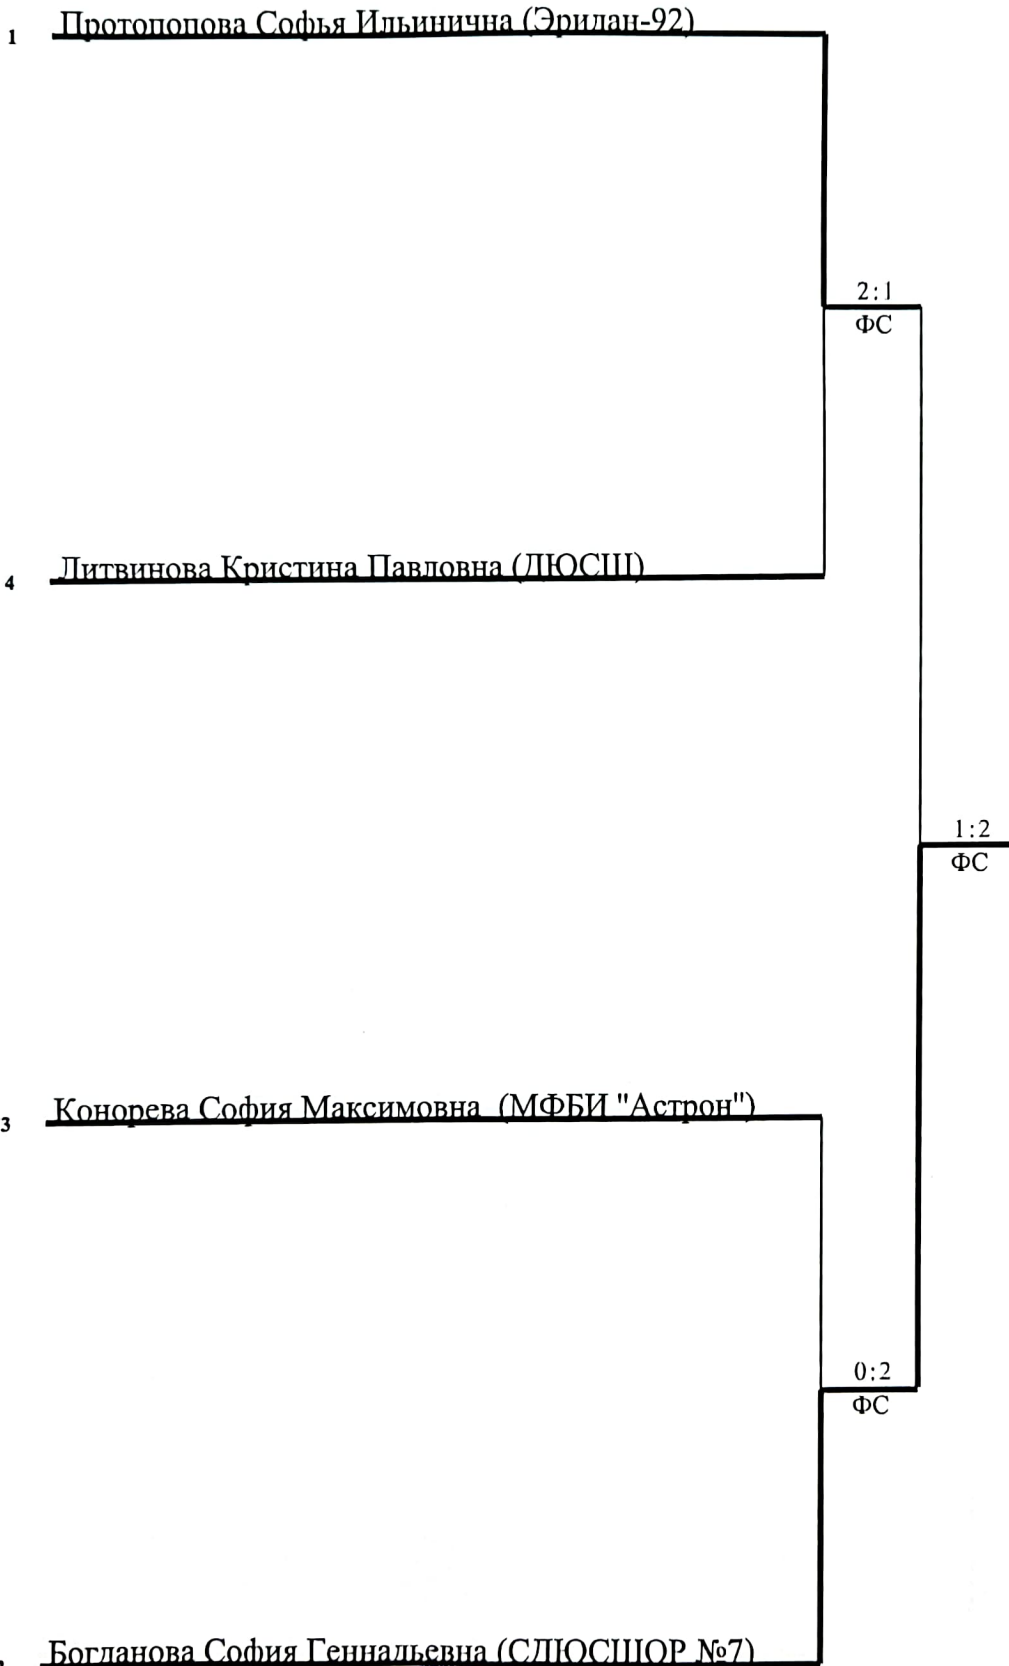 1 Протопопова Софья Ильинична (Эридан-92)
2:1
ФС
4 Литвинова Кристина Павловна (ДЮСШ)
1:2
ФС
3 Конорева София Максимовна (МФБИ "Астрон")
0:2
ФС
Богданова София Геннадьевна (СДЮСШОР №7)